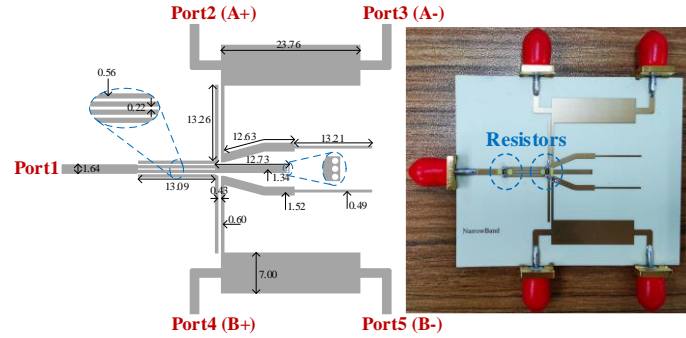 Port2 (A+)
Port3 (A-)
23.76
0.56
0.22
13.26
12.63
13.21
Resistors
12.73
Port1
1.64
1.34
13.09
0.43
1.52
0.49
0.60
NarrowBand
7.00
Port4 (B+)
Port5 (B-)